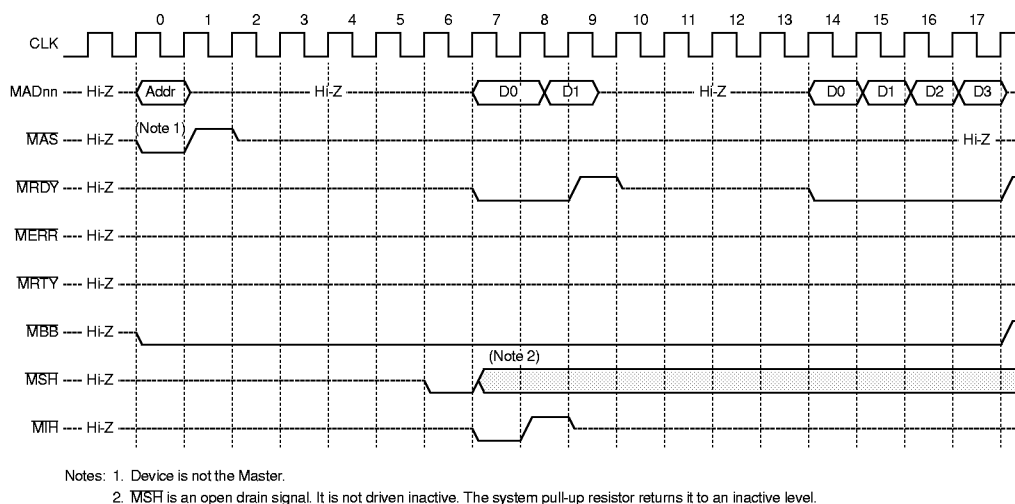 0 1 2 3 4 5 6 7 8 9 10 11 12 13 14 15 16 17
CLK
MADnn Hi-Z Addr Hi-Z D0 D1 Hi-Z D0 D1 D2 D3
(Note 1)
MAS Hi-Z Hi-Z
MRDY Hi-Z
MERR Hi-Z
MRTY Hi-Z
MBB Hi-Z
(Note 2)
MSH Hi-Z
MIH Hi-Z
Notes: 1. Device is not the Master.
2. MSH is an open drain signal. It is not driven inactive. The system pull-up resistor returns it to an inactive level.